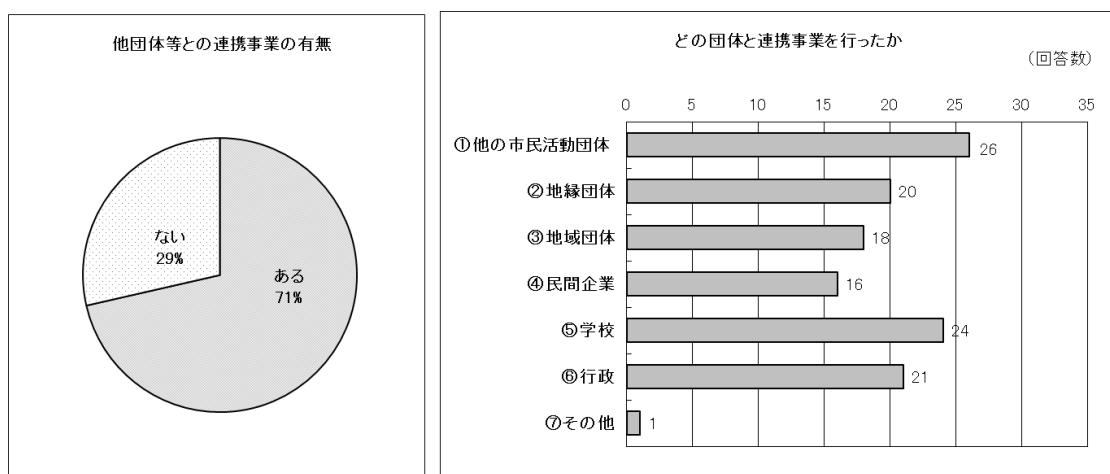 他団体等との連携事業の有無
ない
29%
ある
71%
どの団体と連携事業を行ったか
(回答数)
0 5 10 15 20 25 30 35
①他の市民活動団体 26
②地縁団体 20
③地域団体 18
④民間企業 16
⑤学校 24
⑥行政 21
⑦その他 1